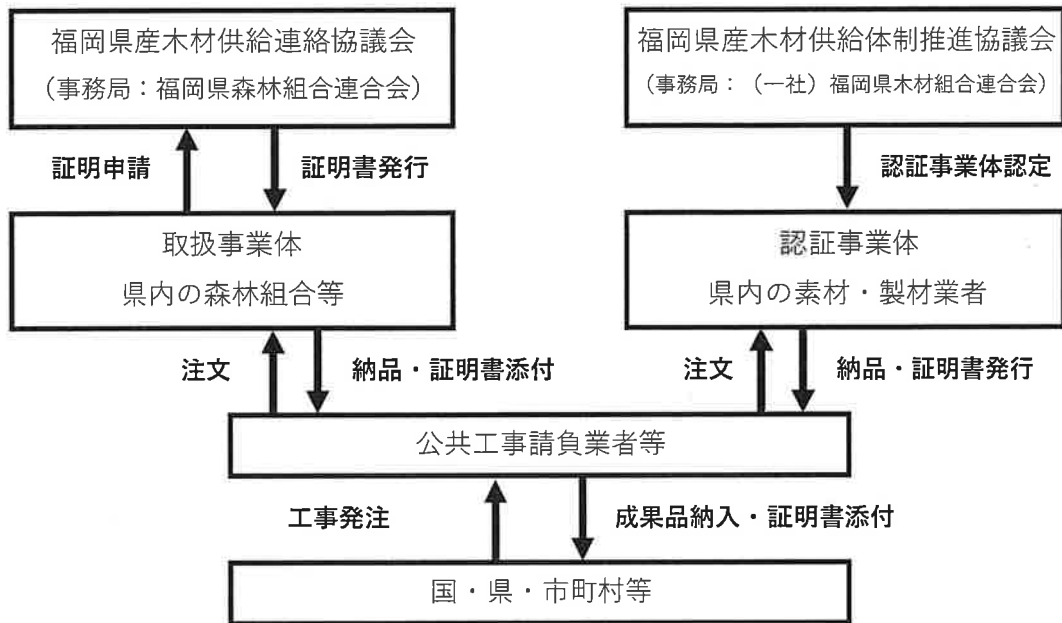 福岡県産木材供給連絡協議会
（事務局：福岡県森林組合連合会）
福岡県産木材供給体制推進協議会
（事務局：（一社）福岡県木材組合連合会）
証明申請
証明書発行
認証事業体認定
取扱事業体
県内の森林組合等
認証事業体
県内の素材・製材業者
注文
納品・証明書添付
注文
納品・証明書発行
公共工事請負業者等
工事発注
成果品納入・証明書添付
国・県・市町村等